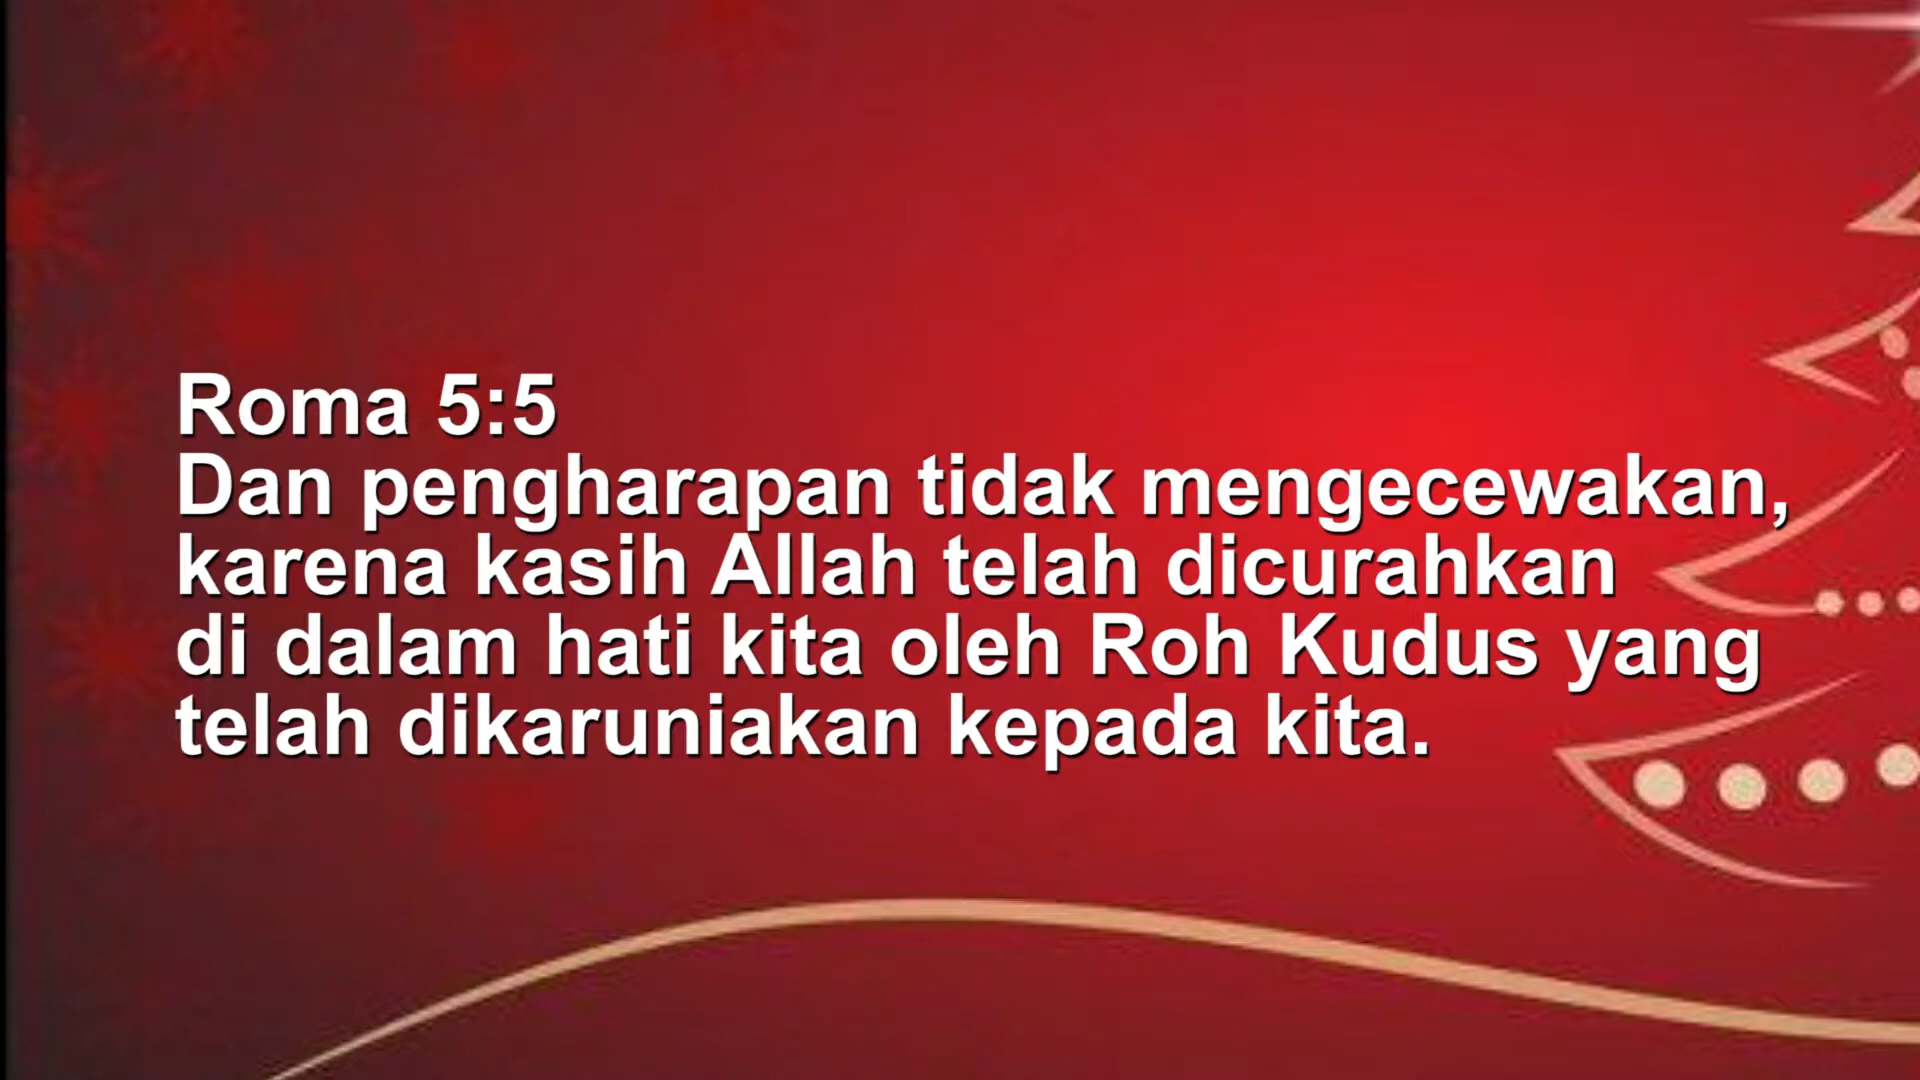 Roma 5:5
Dan pengharapan tidak mengecewakan,
karena kasih Allah telah dicurahkan
di dalam hati kita oleh Roh Kudus yang
telah dikaruniakan kepada kita.